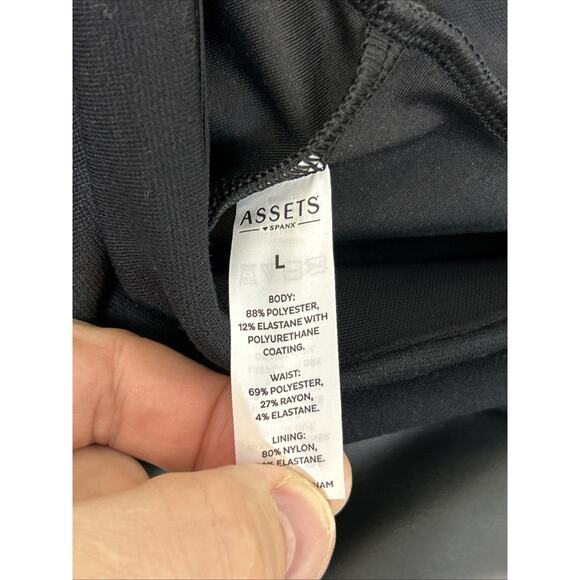 ASSETS
♥ SPANX
L
BODY:
88% POLYESTER,
12% ELASTANE WITH
POLYURETHANE
COATING.
WAIST:
69% POLYESTER,
27% RAYON,
4% ELASTANE.
LINING:
80% NYLON,
ELASTANE.